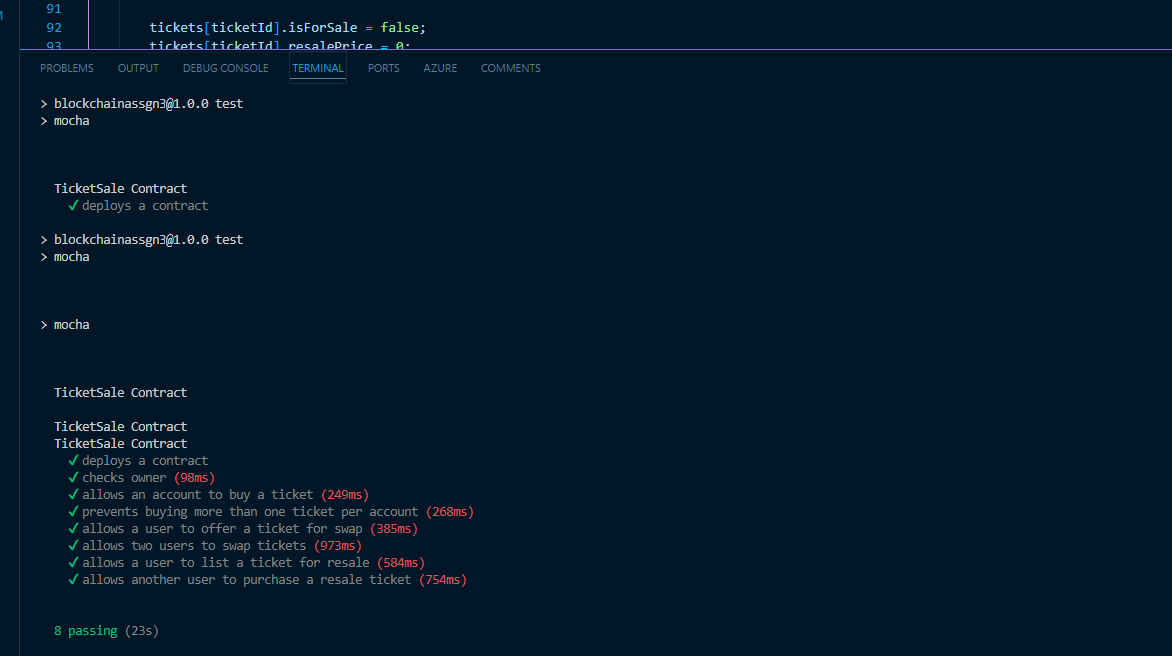 91
92 tickets[ticketId].isForSale = false;
93 tickets[ticketId].resalePrice = 0;
PROBLEMS OUTPUT DEBUG CONSOLE TERMINAL PORTS AZURE COMMENTS
> blockchainassgn3@1.0.0 test
> mocha
TicketSale Contract
✓ deploys a contract
> blockchainassgn3@1.0.0 test
> mocha
> mocha
TicketSale Contract
TicketSale Contract
TicketSale Contract
✓ deploys a contract
✓ checks owner (98ms)
✓ allows an account to buy a ticket (249ms)
✓ prevents buying more than one ticket per account (268ms)
✓ allows a user to offer a ticket for swap (385ms)
✓ allows two users to swap tickets (973ms)
✓ allows a user to list a ticket for resale (584ms)
✓ allows another user to purchase a resale ticket (754ms)
8 passing (23s)